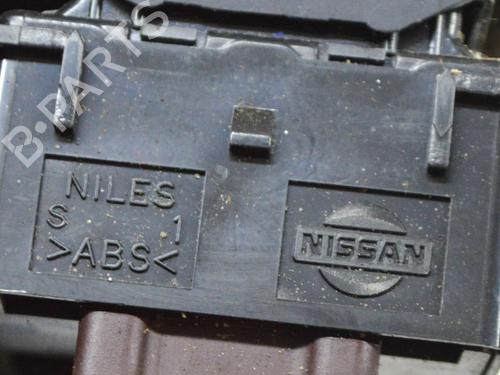 B-PARTS
NILES
S 1
>ABS<
NISSAN